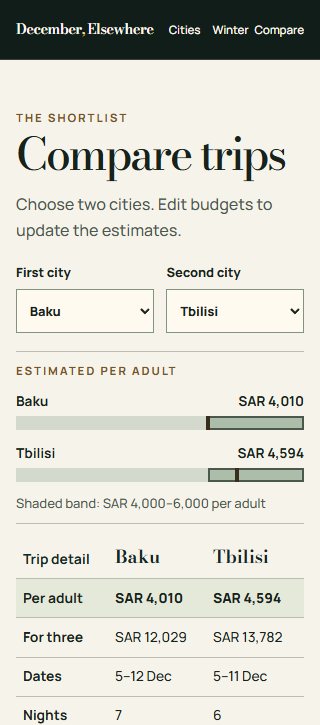 December, Elsewhere Cities Winter Compare
THE SHORTLIST
Compare trips
Choose two cities. Edit budgets to
update the estimates.
First city Second city
Baku Tbilisi
ESTIMATED PER ADULT
Baku SAR 4,010
Tbilisi SAR 4,594
Shaded band: SAR 4,000–6,000 per adult
Trip detail Baku Tbilisi
Per adult SAR 4,010 SAR 4,594
For three SAR 12,029 SAR 13,782
Dates 5–12 Dec 5–11 Dec
Nights 7 6